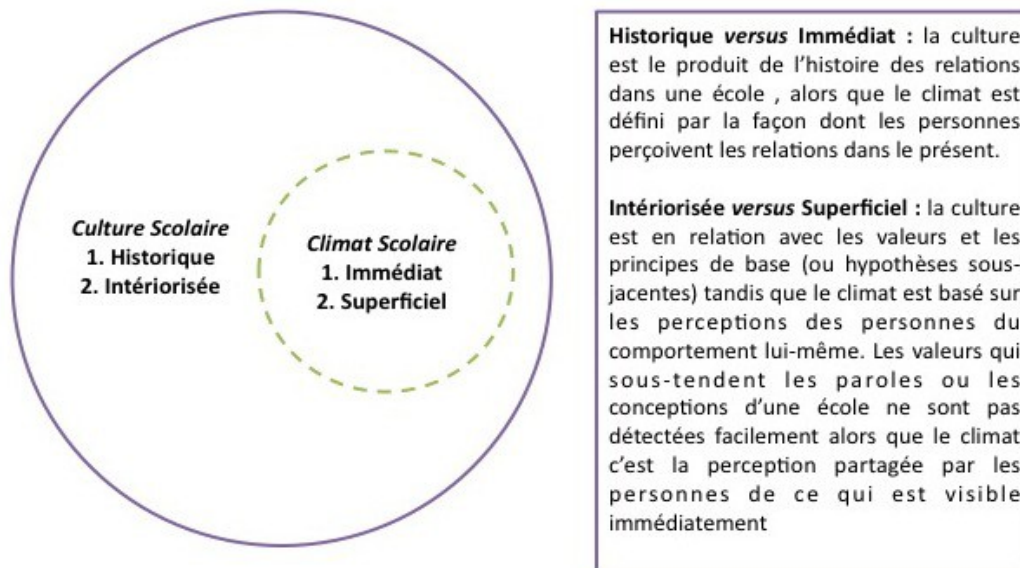 Culture Scolaire
1. Historique
2. Intériorisée
Climat Scolaire
1. Immédiat
2. Superficiel
Historique versus Immédiat : la culture
est le produit de l’histoire des relations
dans une école , alors que le climat est
défini par la façon dont les personnes
perçoivent les relations dans le présent.
Intériorisée versus Superficiel : la culture
est en relation avec les valeurs et les
principes de base (ou hypothèses sous-
jacentes) tandis que le climat est basé sur
les perceptions des personnes du
comportement lui-même. Les valeurs qui
sous-tendent les paroles ou les
conceptions d’une école ne sont pas
détectées facilement alors que le climat
c’est la perception partagée par les
personnes de ce qui est visible
immédiatement